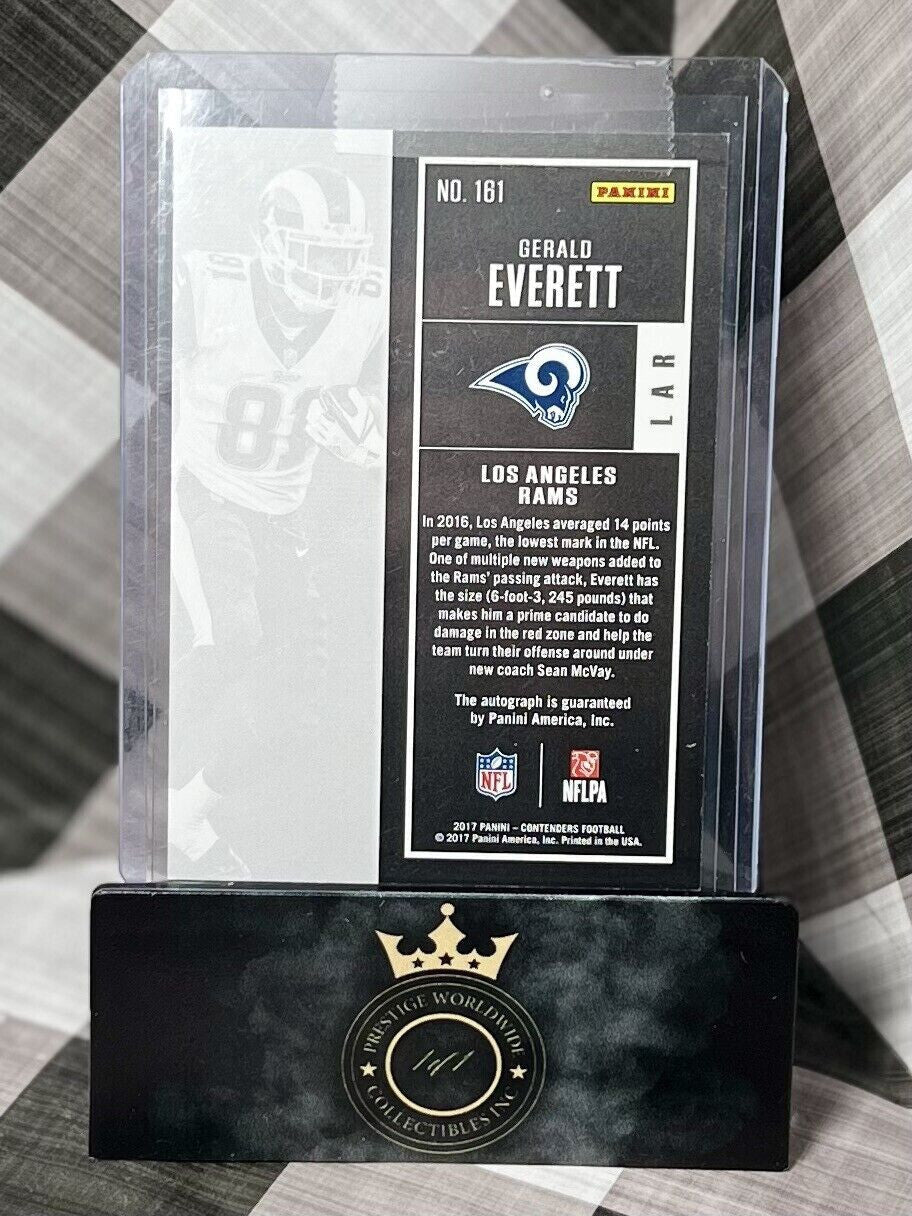 NO. 161
PANINI
GERALD
EVERETT
LAR
LOS ANGELES
RAMS
In 2016, Los Angeles averaged 14 points
per game, the lowest mark in the NFL.
One of multiple new weapons added to
the Rams' passing attack, Everett has
the size (6-foot-3, 245 pounds) that
makes him a prime candidate to do
damage in the red zone and help the
team turn their offense around under
new coach Sean McVay.
The autograph is guaranteed
by Panini America, Inc.
NFL
NFLPA
2017 PANINI – CONTENDERS FOOTBALL
© 2017 Panini America, Inc. Printed in the USA.
PRESTIGE WORLDWIDE
1of1
COLLECTIBLES INC